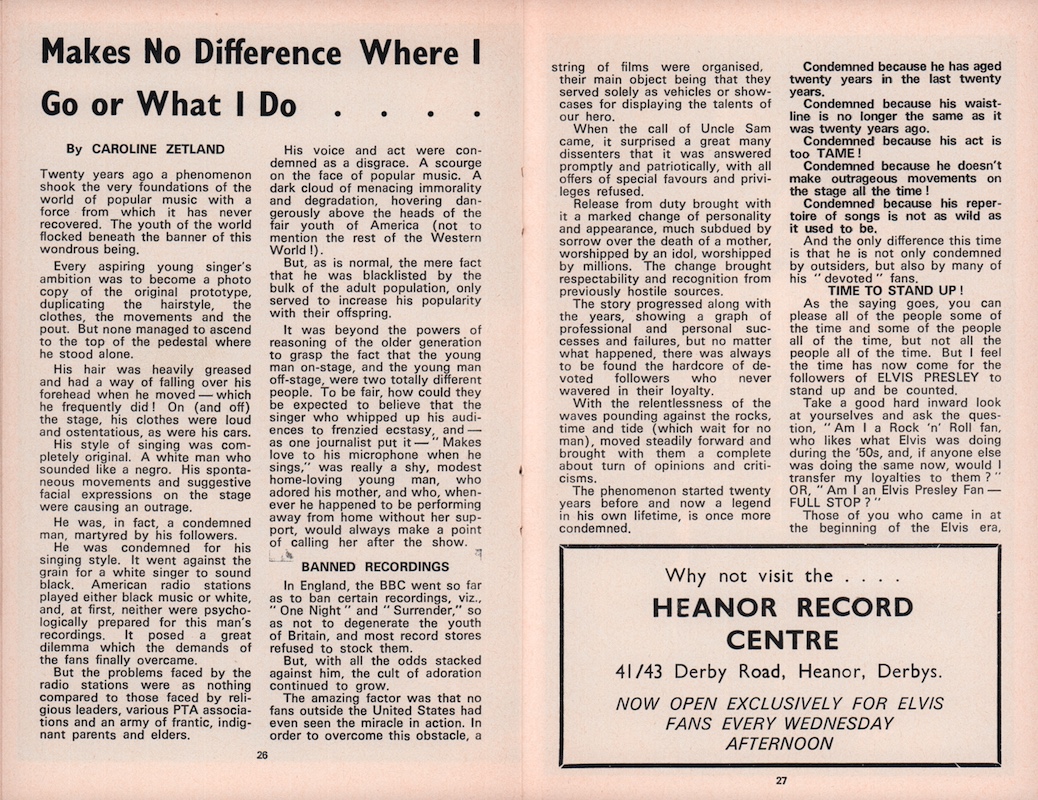 Makes No Difference Where I
Go or What I Do . . . .
By CAROLINE ZETLAND
Twenty years ago a phenomenon
shook the very foundations of the
world of popular music with a
force from which it has never
recovered. The youth of the world
flocked beneath the banner of this
wondrous being.
Every aspiring young singer's
ambition was to become a photo
copy of the original prototype,
duplicating the hairstyle, the
clothes, the movements and the
pout. But none managed to ascend
to the top of the pedestal where
he stood alone.
His hair was heavily greased
and had a way of falling over his
forehead when he moved — which
he frequently did! On (and off)
the stage, his clothes were loud
and ostentatious, as were his cars.
His style of singing was com-
pletely original. A white man who
sounded like a negro. His sponta-
neous movements and suggestive
facial expressions on the stage
were causing an outrage.
He was, in fact, a condemned
man, martyred by his followers.
He was condemned for his
singing style. It went against the
grain for a white singer to sound
black. American radio stations
played either black music or white,
and, at first, neither were psycho-
logically prepared for this man's
recordings. It posed a great
dilemma which the demands of
the fans finally overcame.
But the problems faced by the
radio stations were as nothing
compared to those faced by reli-
gious leaders, various PTA associa-
tions and an army of frantic, indig-
nant parents and elders.
His voice and act were con-
demned as a disgrace. A scourge
on the face of popular music. A
dark cloud of menacing immorality
and degradation, hovering dan-
gerously above the heads of the
fair youth of America (not to
mention the rest of the Western
World!).
But, as is normal, the mere fact
that he was blacklisted by the
bulk of the adult population, only
served to increase his popularity
with their offspring.
It was beyond the powers of
reasoning of the older generation
to grasp the fact that the young
man on-stage, and the young man
off-stage, were two totally different
people. To be fair, how could they
be expected to believe that the
singer who whipped up his audi-
ences to frenzied ecstasy, and —
as one journalist put it — "Makes
love to his microphone when he
sings," was really a shy, modest
home-loving young man, who
adored his mother, and who, when-
ever he happened to be performing
away from home without her sup-
port, would always make a point
of calling her after the show.
BANNED RECORDINGS
In England, the BBC went so far
as to ban certain recordings, viz.,
"One Night" and "Surrender," so
as not to degenerate the youth
of Britain, and most record stores
refused to stock them.
But, with all the odds stacked
against him, the cult of adoration
continued to grow.
The amazing factor was that no
fans outside the United States had
even seen the miracle in action. In
order to overcome this obstacle, a
26
string of films were organised,
their main object being that they
served solely as vehicles or show-
cases for displaying the talents of
our hero.
When the call of Uncle Sam
came, it surprised a great many
dissenters that it was answered
promptly and patriotically, with all
offers of special favours and privi-
leges refused.
Release from duty brought with
it a marked change of personality
and appearance, much subdued by
sorrow over the death of a mother,
worshipped by an idol, worshipped
by millions. The change brought
respectability and recognition from
previously hostile sources.
The story progressed along with
the years, showing a graph of
professional and personal suc-
cesses and failures, but no matter
what happened, there was always
to be found the hardcore of de-
voted followers who never
wavered in their loyalty.
With the relentlessness of the
waves pounding against the rocks,
time and tide (which wait for no
man), moved steadily forward and
brought with them a complete
about turn of opinions and criti-
cisms.
The phenomenon started twenty
years before and now a legend
in his own lifetime, is once more
condemned.
Condemned because he has aged
twenty years in the last twenty
years.
Condemned because his waist-
line is no longer the same as it
was twenty years ago.
Condemned because his act is
too TAME!
Condemned because he doesn't
make outrageous movements on
the stage all the time!
Condemned because his reper-
toire of songs is not as wild as
it used to be.
And the only difference this time
is that he is not only condemned
by outsiders, but also by many of
his "devoted" fans.
TIME TO STAND UP!
As the saying goes, you can
please all of the people some of
the time and some of the people
all of the time, but not all the
people all of the time. But I feel
the time has now come for the
followers of ELVIS PRESLEY to
stand up and be counted.
Take a good hard inward look
at yourselves and ask the ques-
tion, "Am I a Rock 'n' Roll fan,
who likes what Elvis was doing
during the '50s, and, if anyone else
was doing the same now, would I
transfer my loyalties to them?"
OR, "Am I an Elvis Presley Fan —
FULL STOP?"
Those of you who came in at
the beginning of the Elvis era,
Why not visit the . . . .
HEANOR RECORD
CENTRE
41/43 Derby Road, Heanor, Derbys.
NOW OPEN EXCLUSIVELY FOR ELVIS
FANS EVERY WEDNESDAY
AFTERNOON
27